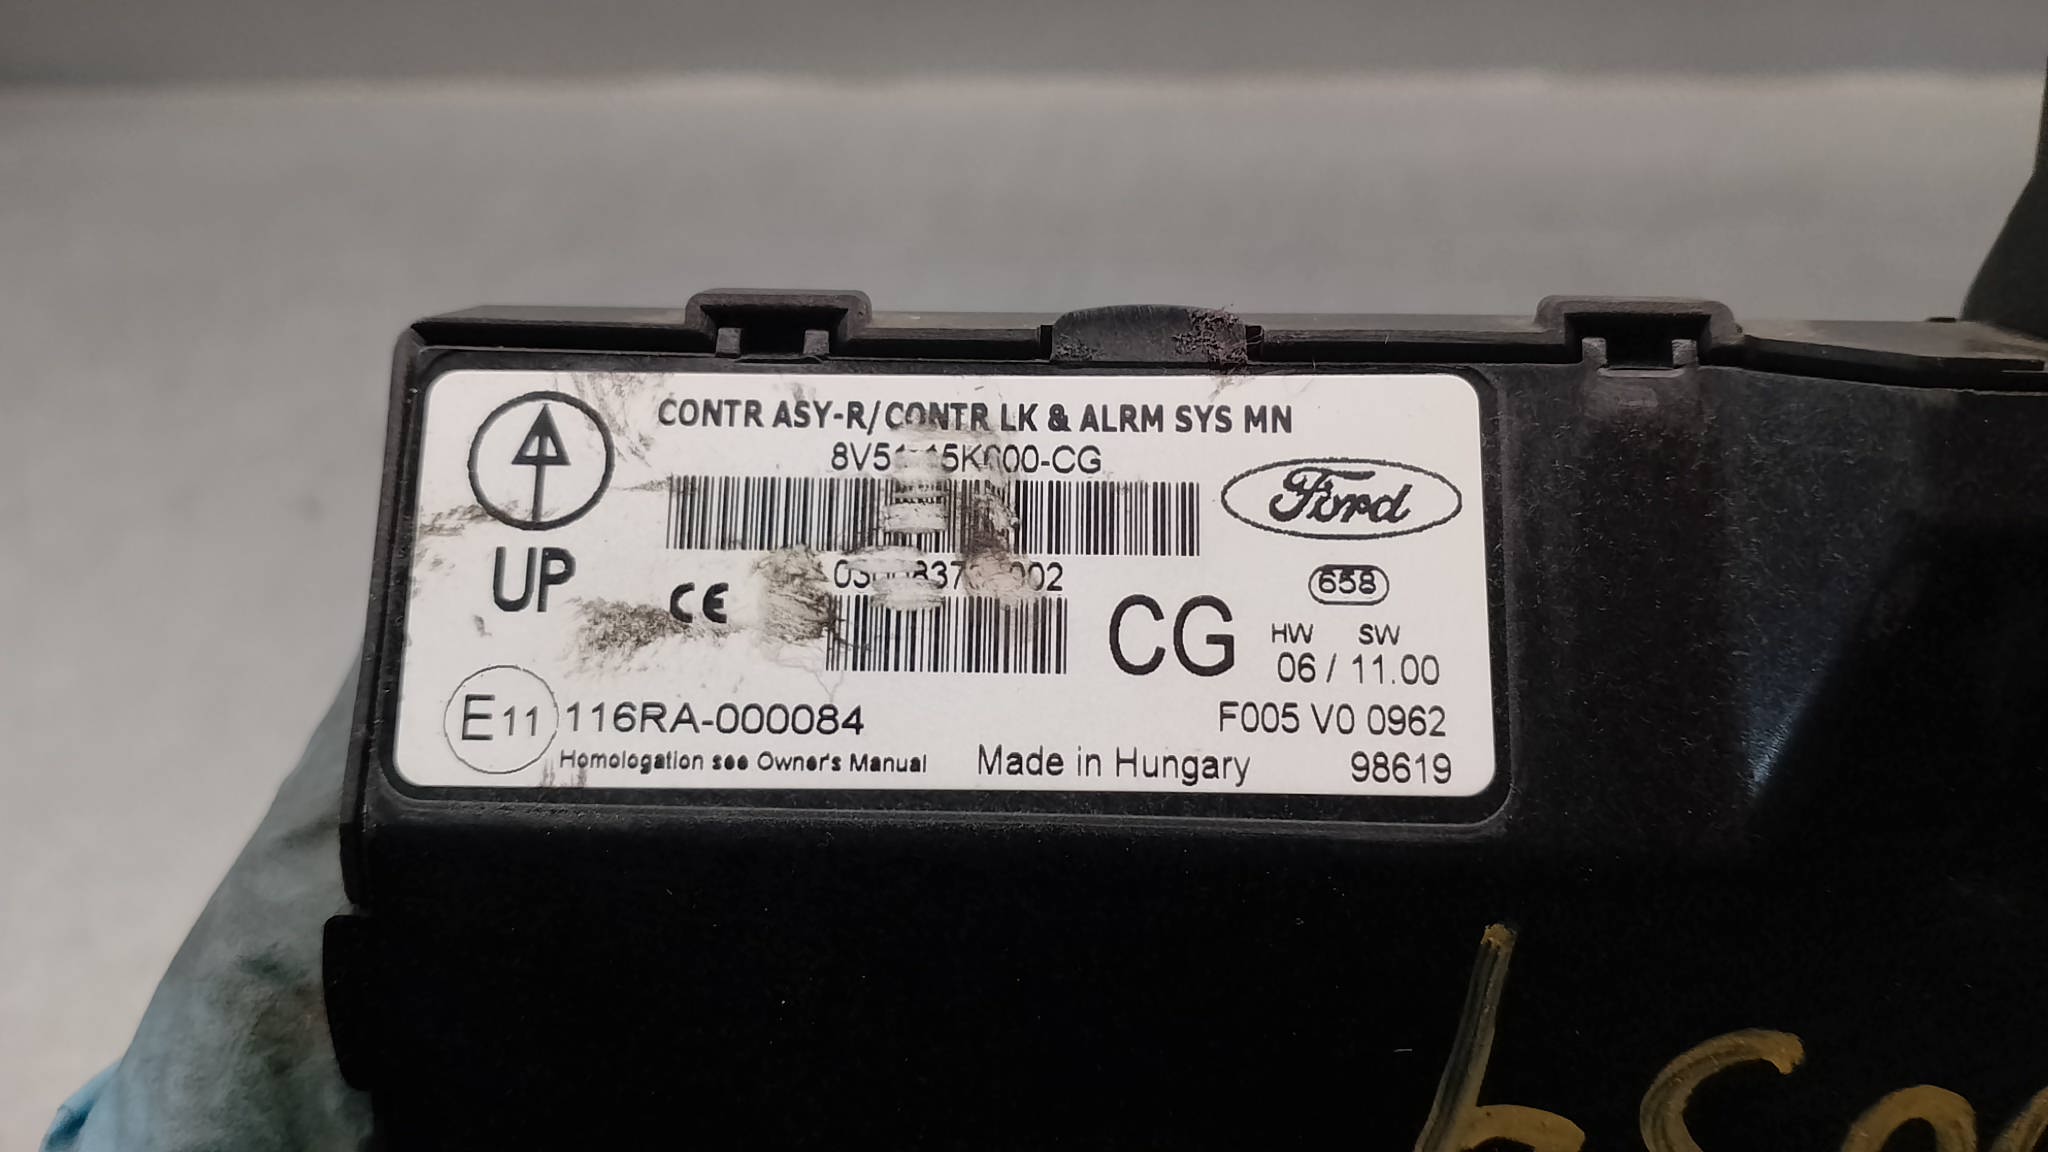 CONTR ASY-R/CONTR LK & ALRM SYS MN
Ford
UP
CE
CG
658
HW SW
06 / 11.00
E11 116RA-000084
F005 V0 0962
Homologation see Owner's Manual
Made in Hungary
98619